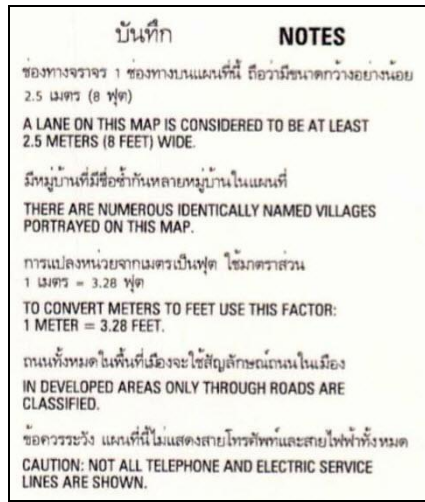 บันทึก NOTES
ช่องทางจราจร 1 ช่องทางบนแผนที่นี้ ถือว่ามีขนาดกว้างอย่างน้อย
2.5 เมตร (8 ฟุต)
A LANE ON THIS MAP IS CONSIDERED TO BE AT LEAST
2.5 METERS (8 FEET) WIDE.
มีหมู่บ้านที่มีชื่อซ้ำกันหลายหมู่บ้านในแผนที่
THERE ARE NUMEROUS IDENTICALLY NAMED VILLAGES
PORTRAYED ON THIS MAP.
การแปลงหน่วยจากเมตรเป็นฟุต ใช้มาตราส่วน
1 เมตร = 3.28 ฟุต
TO CONVERT METERS TO FEET USE THIS FACTOR:
1 METER = 3.28 FEET.
ถนนทั้งหมดในพื้นที่เมืองจะใช้สัญลักษณ์ถนนในเมือง
IN DEVELOPED AREAS ONLY THROUGH ROADS ARE
CLASSIFIED.
ข้อควรระวัง แผนที่นี้ไม่แสดงสายโทรศัพท์และสายไฟฟ้าทั้งหมด
CAUTION: NOT ALL TELEPHONE AND ELECTRIC SERVICE
LINES ARE SHOWN.